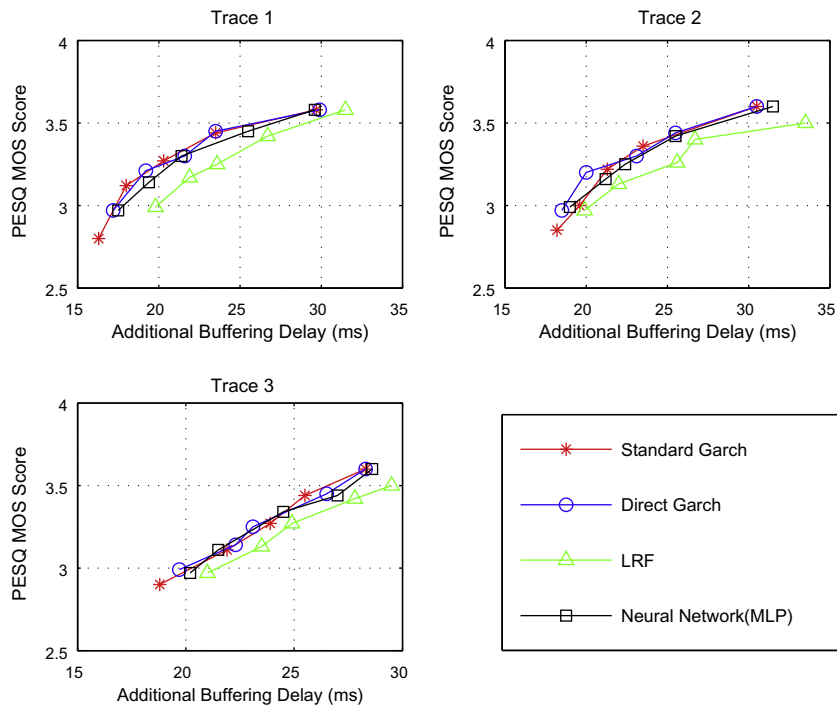 Trace 1
4
3.5
3
2.5
PESQ MOS Score
15
20
25
30
35
Additional Buffering Delay (ms)
Trace 2
4
3.5
3
2.5
PESQ MOS Score
15
20
25
30
35
Additional Buffering Delay (ms)
Trace 3
4
3.5
3
2.5
PESQ MOS Score
20
25
30
Additional Buffering Delay (ms)
Standard Garch
Direct Garch
LRF
Neural Network(MLP)